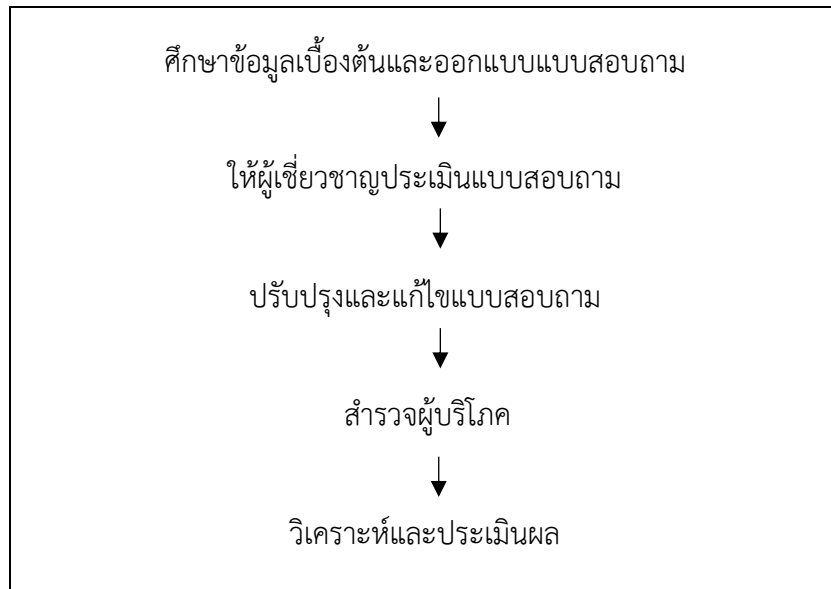 ศึกษาข้อมูลเบื้องต้นและออกแบบแบบสอบถาม
ให้ผู้เชี่ยวชาญประเมินแบบสอบถาม
ปรับปรุงและแก้ไขแบบสอบถาม
สำรวจผู้บริโภค
วิเคราะห์และประเมินผล